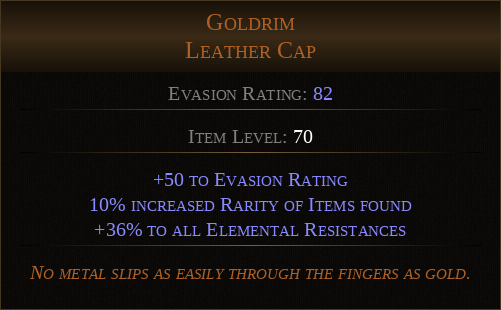 Goldrim
Leather Cap
Evasion Rating: 82
Item Level: 70
+50 to Evasion Rating
10% increased Rarity of Items found
+36% to all Elemental Resistances
No metal slips as easily through the fingers as gold.